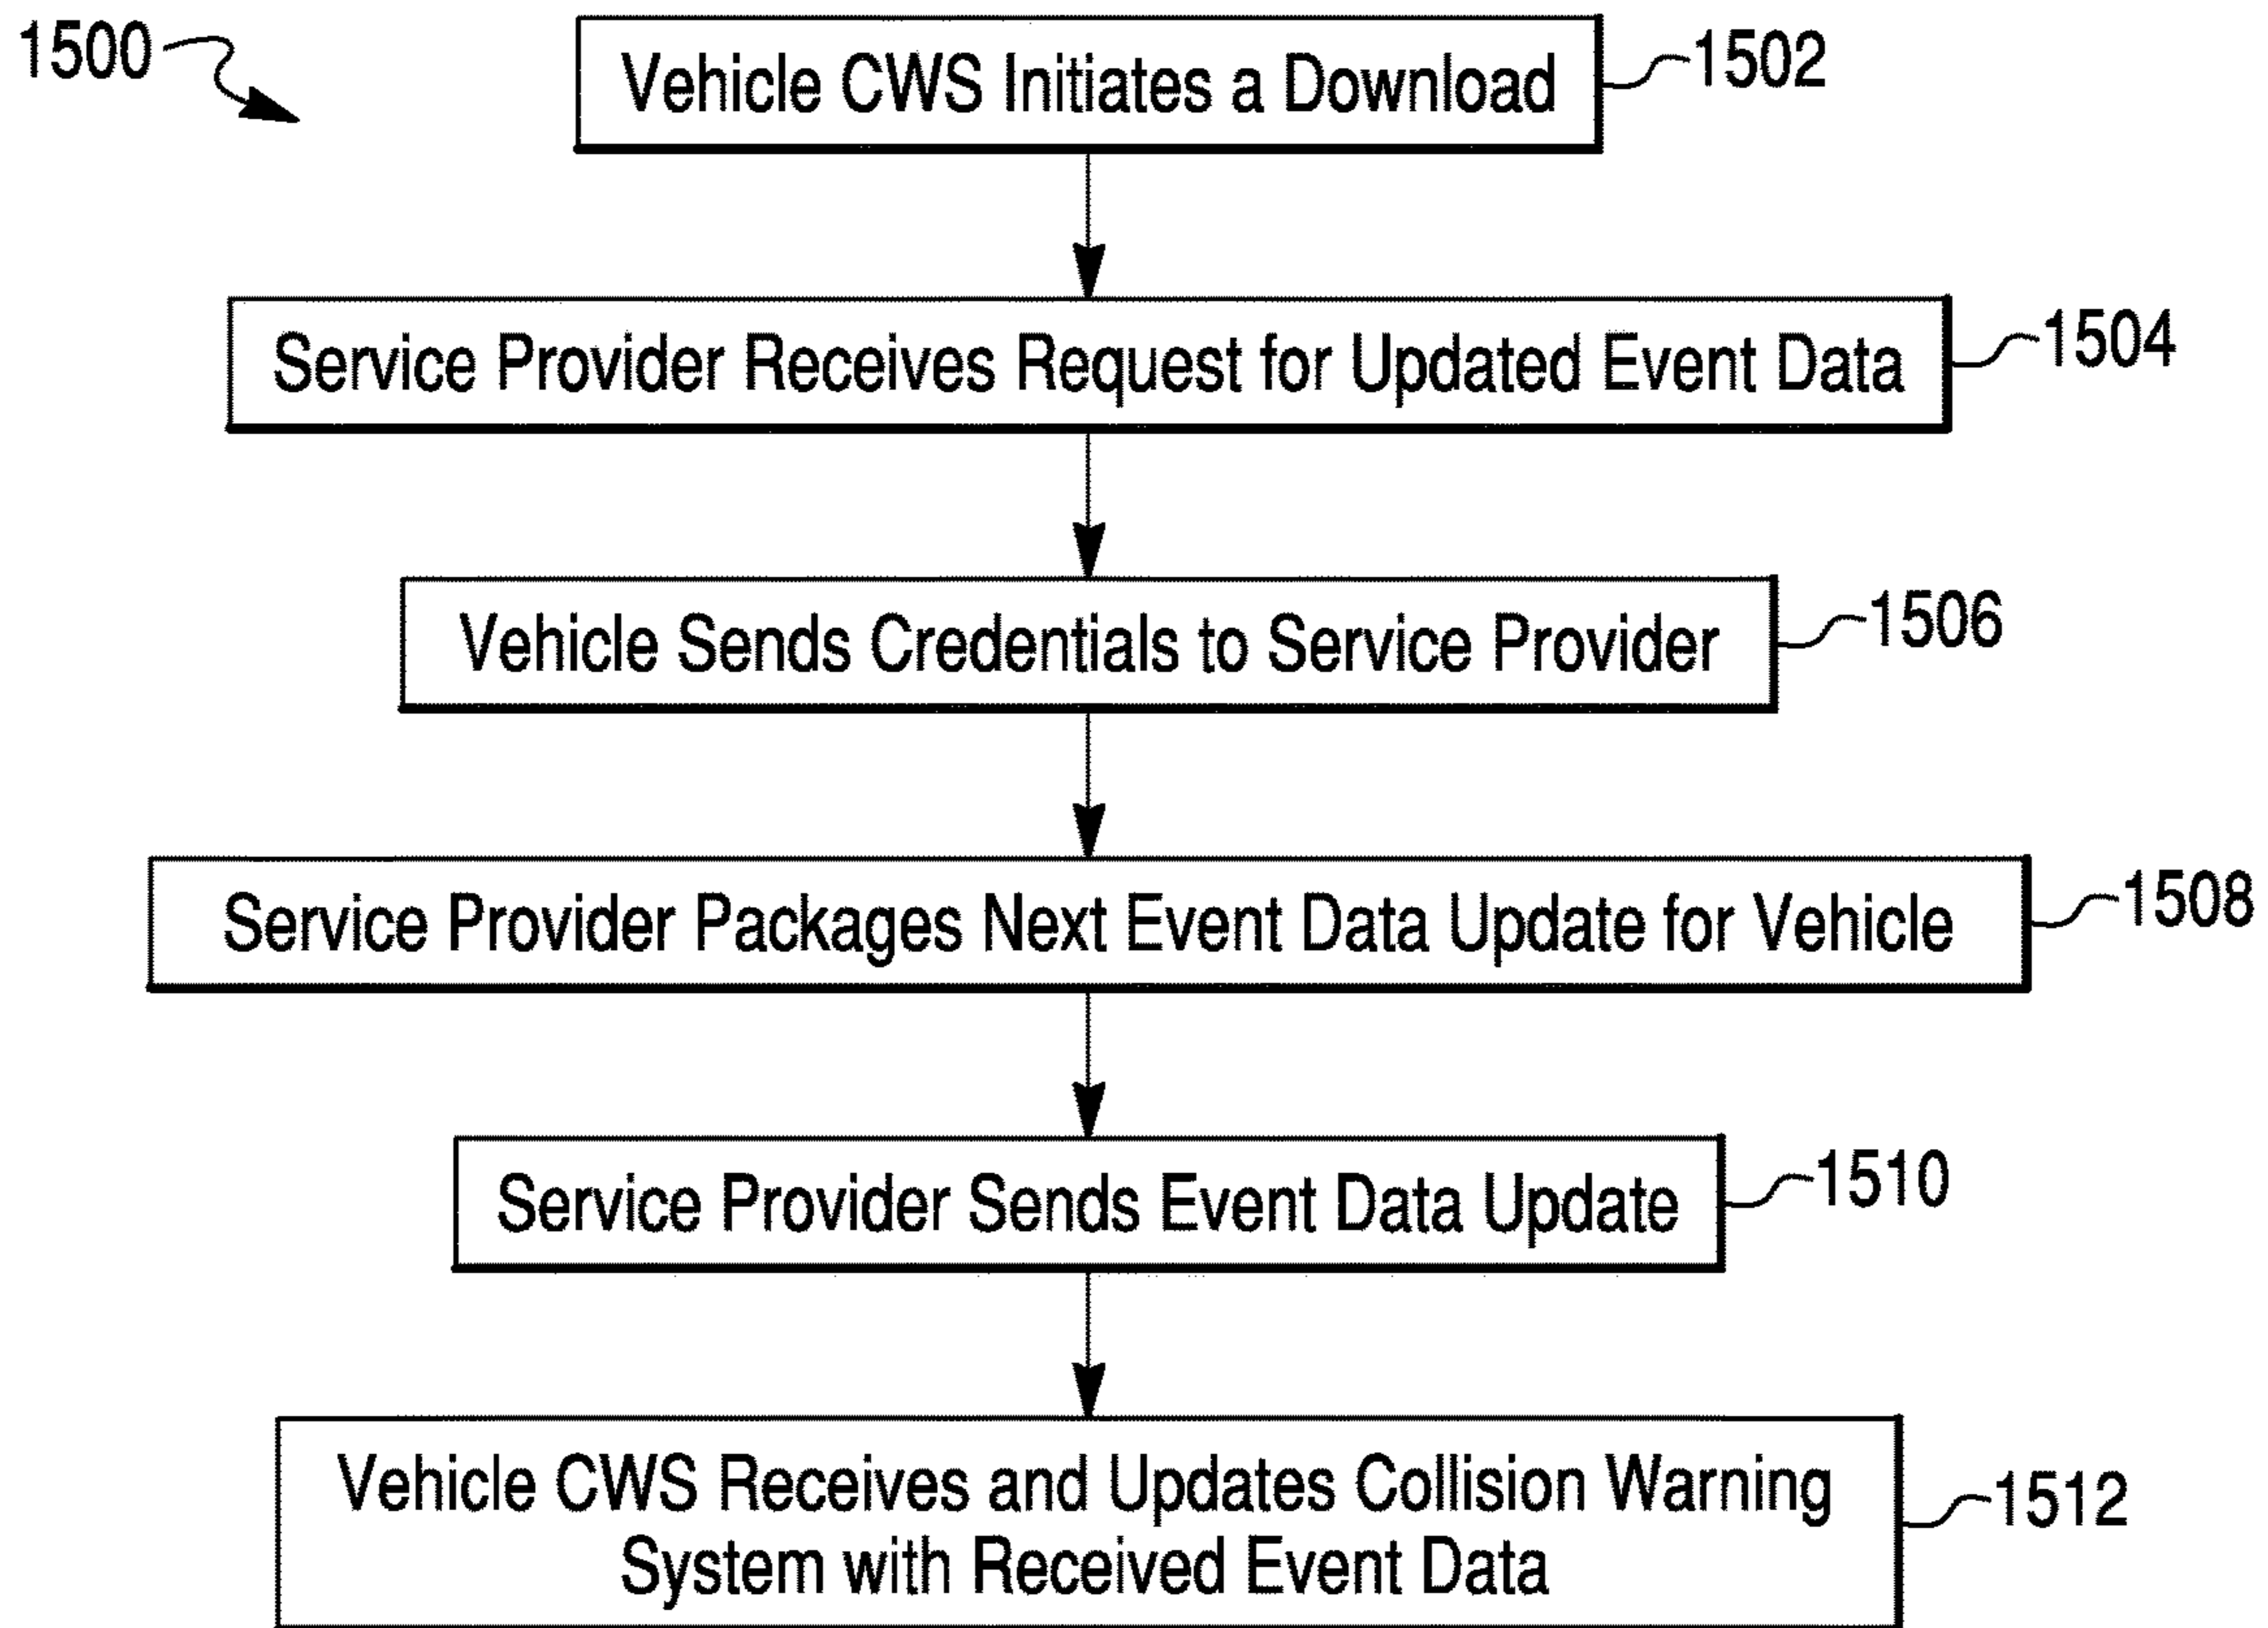 1500
Vehicle CWS Initiates a Download
1502
Service Provider Receives Request for Updated Event Data
1504
Vehicle Sends Credentials to Service Provider
1506
Service Provider Packages Next Event Data Update for Vehicle
1508
Service Provider Sends Event Data Update
1510
Vehicle CWS Receives and Updates Collision Warning
System with Received Event Data
1512